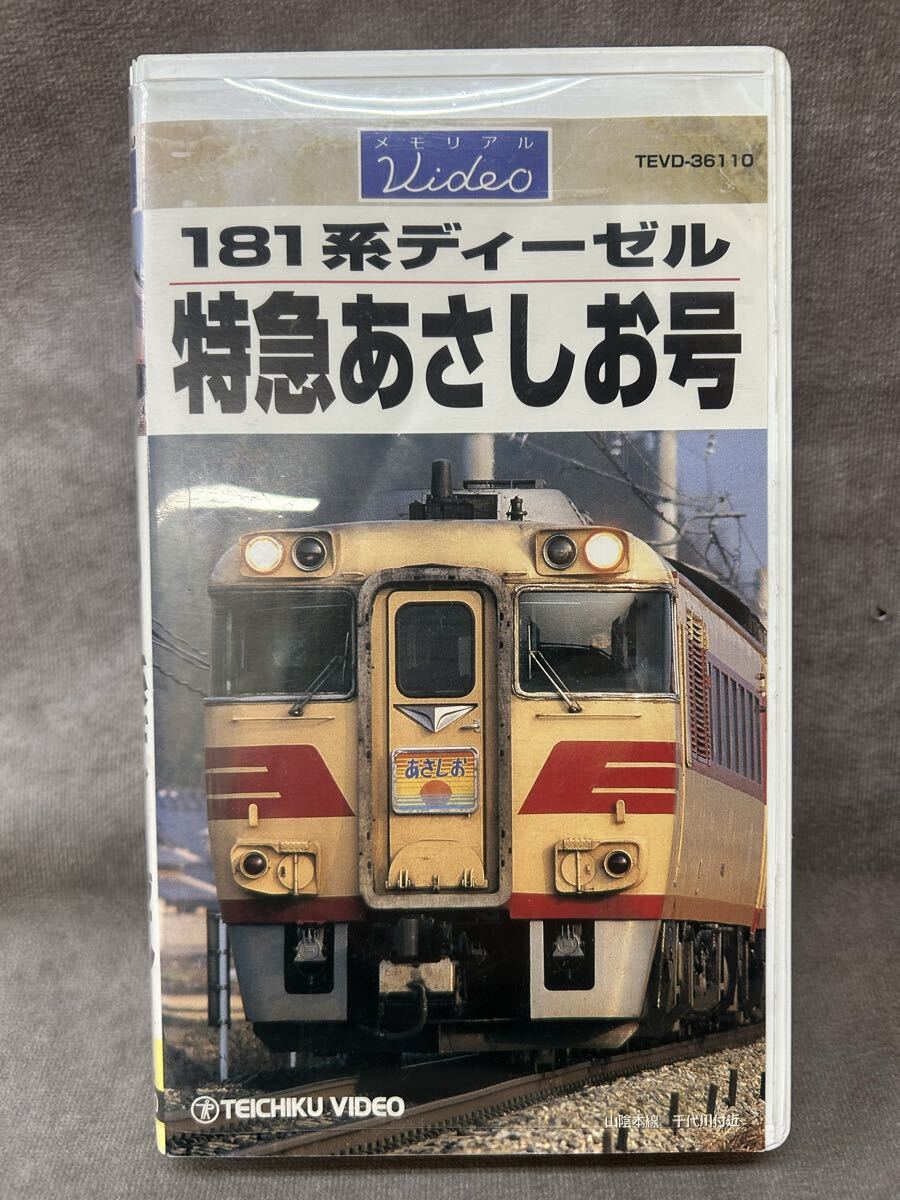 メモリアル
Video
TEVD-36110
181系ディーゼル
特急あさしお号
あさしお
TEICHIKU VIDEO
山陰本線 千代川付近